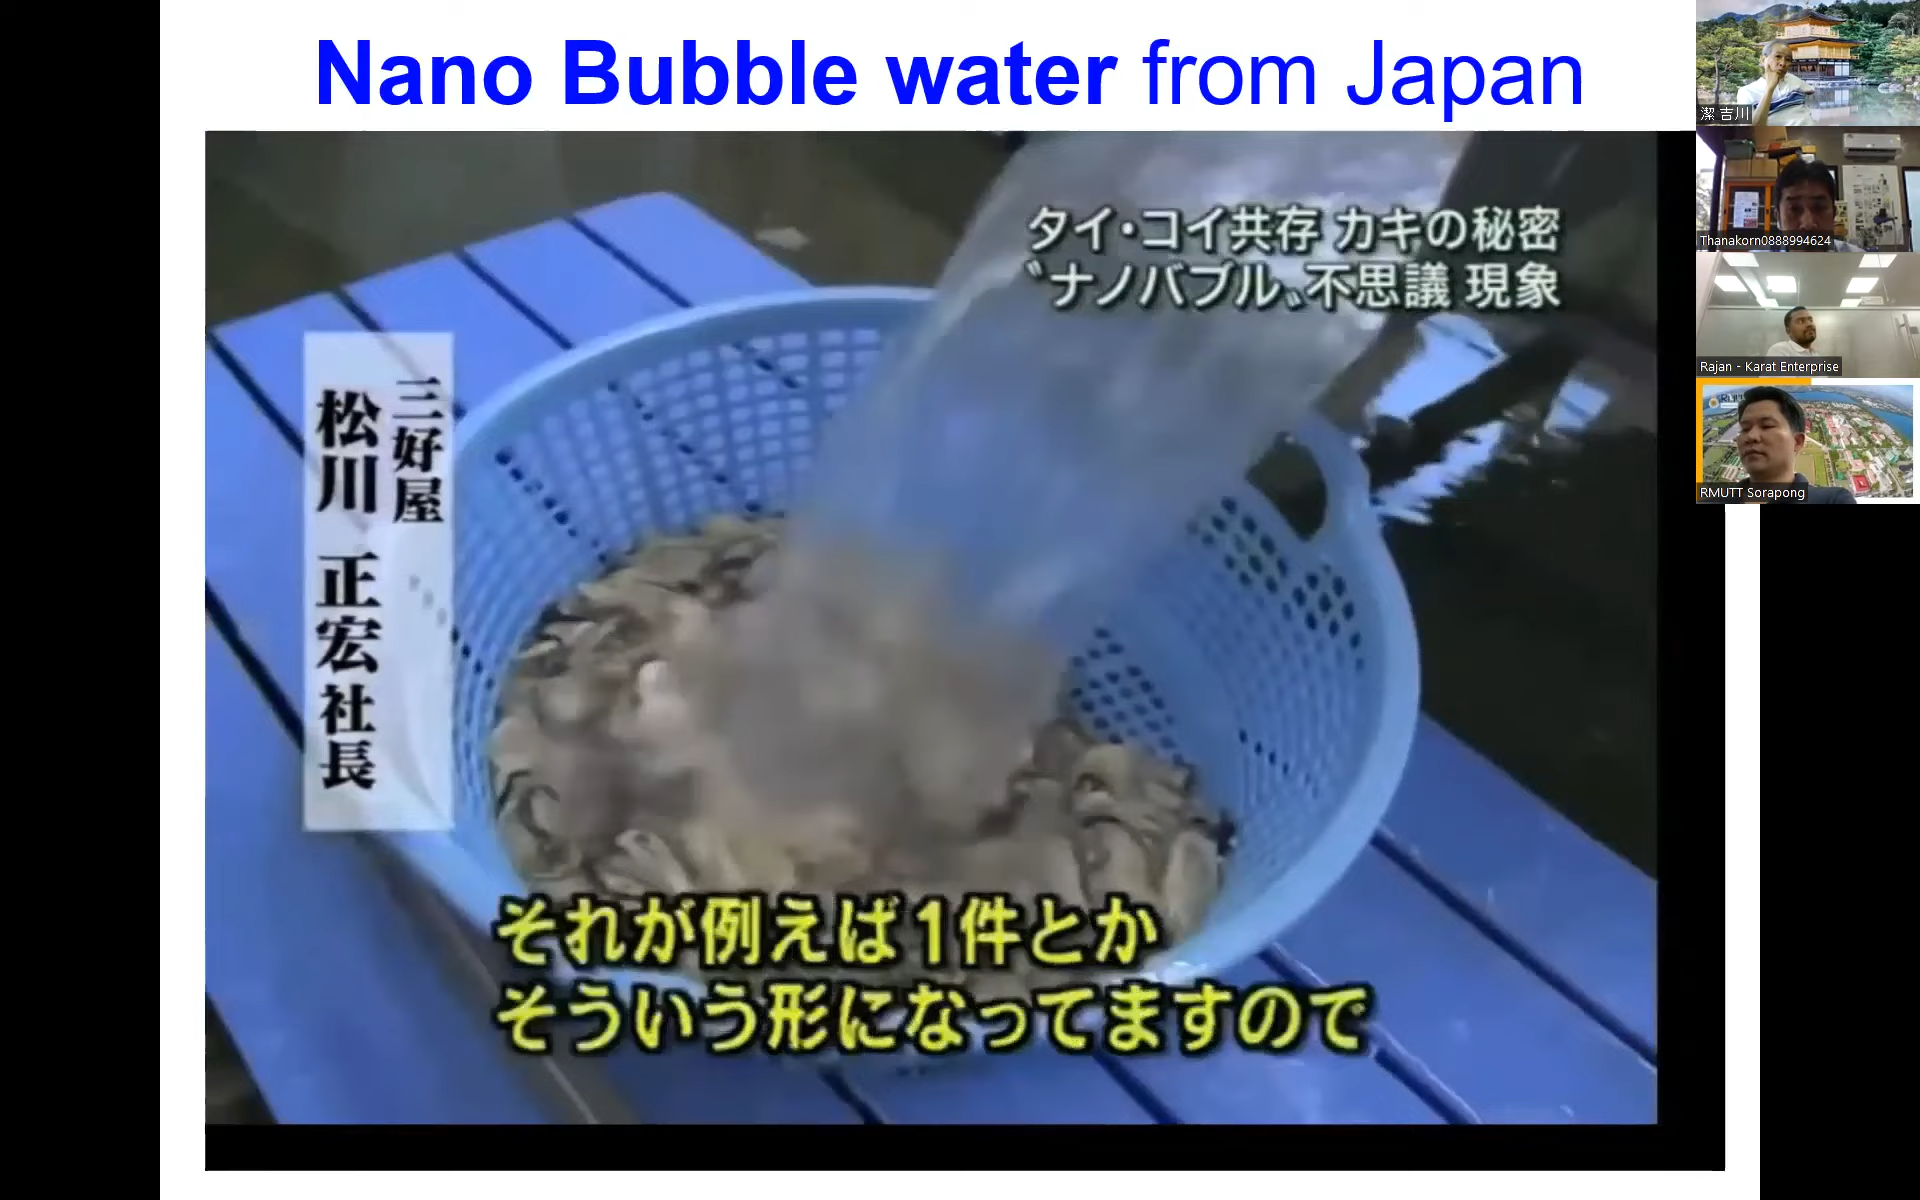 Nano Bubble water from Japan
タイ・コイ共存 カキの秘密
〝ナノバブル〟不思議 現象
三好屋
松川 正宏社長
それが例えば1件とか
そういう形になってますので
潔 吉川
Thanakorn0888994624
Rajan - Karat Enterprise
RMUTT Sorapong